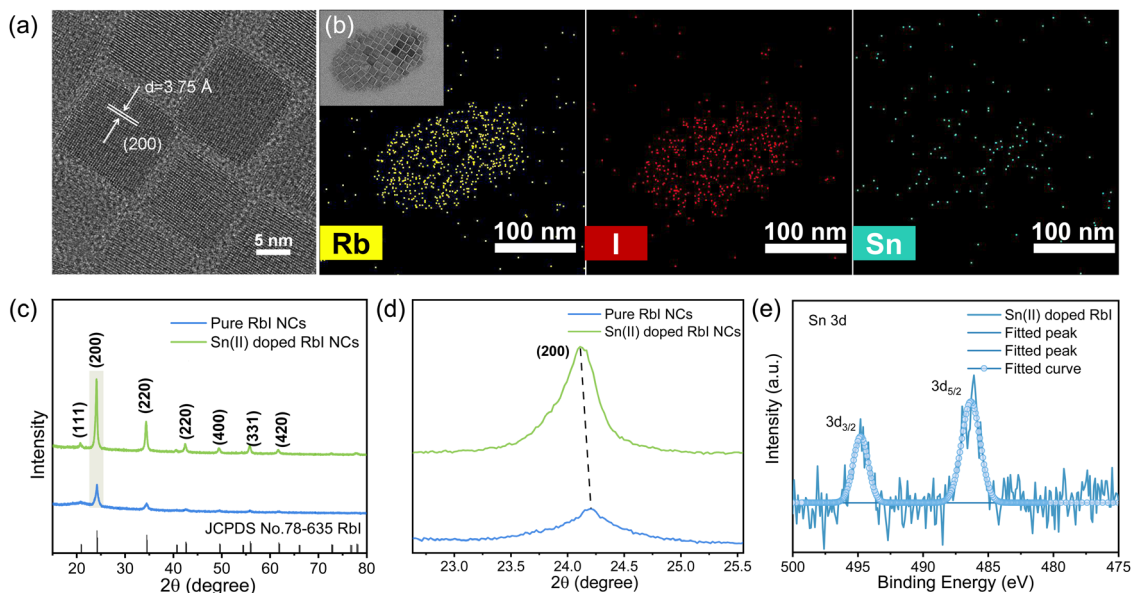 (a)
d=3.75 Å
(200)
5 nm
(b)
Rb
100 nm
I
100 nm
Sn
100 nm
(c)
Pure RbI NCs
Sn(II) doped RbI NCs
(111)
(200)
(220)
(220)
(400)
(331)
(420)
JCPDS No.78-635 RbI
Intensity
20 30 40 50 60 70 80
2θ (degree)
(d)
Pure RbI NCs
Sn(II) doped RbI NCs
(200)
Intensity
23.0 23.5 24.0 24.5 25.0 25.5
2θ (degree)
(e)
Sn 3d
Sn(II) doped RbI
Fitted peak
Fitted peak
Fitted curve
3d3/2
3d5/2
Intensity (a.u.)
500 495 490 485 480 475
Binding Energy (eV)